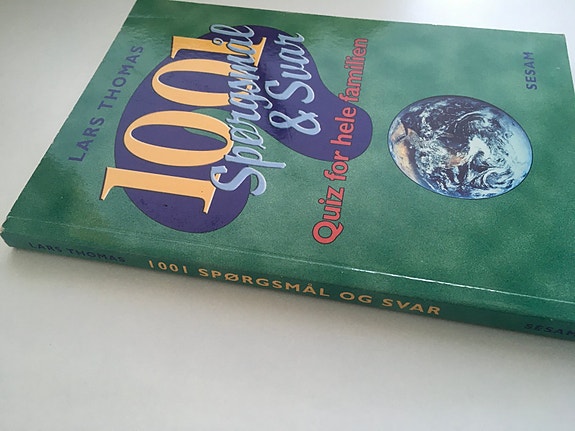 LARS THOMAS
1001
Spørgsmål
& Svar
Quiz for hele familien
SESAM
LARS THOMAS
1001 SPØRGSMÅL OG SVAR
SESAM